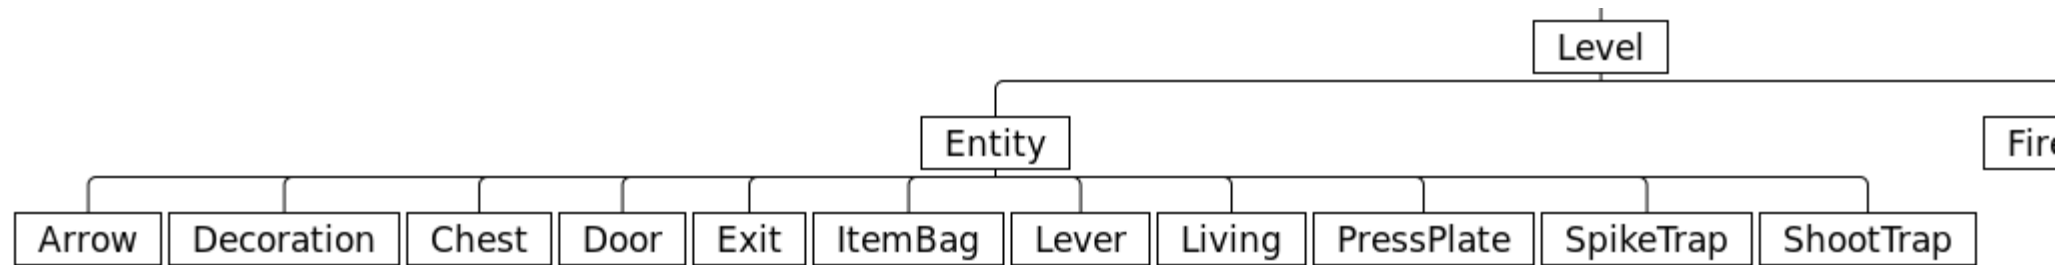 Level
Entity
Arrow Decoration Chest Door Exit ItemBag Lever Living PressPlate SpikeTrap ShootTrap